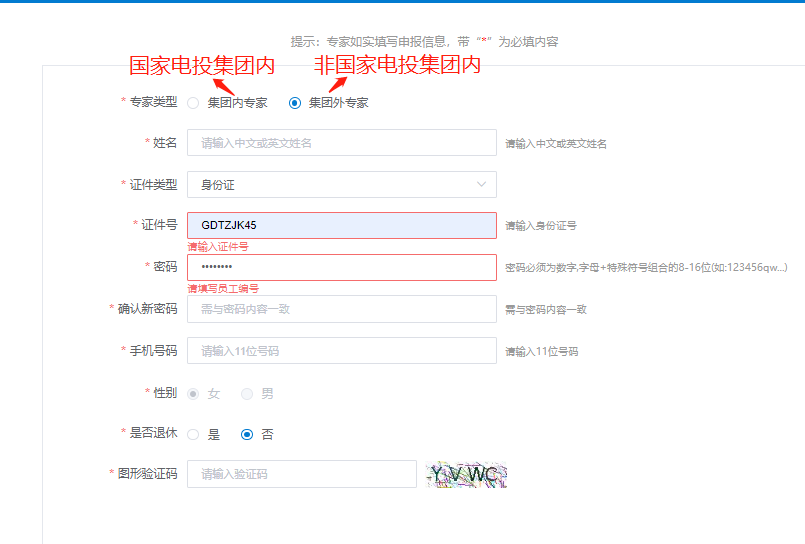 提示：专家如实填写申报信息，带“*”为必填内容
国家电投集团内 非国家电投集团内
* 专家类型 集团内专家 集团外专家
* 姓名 请输入中文或英文姓名 请输入中文或英文姓名
* 证件类型 身份证
* 证件号 GDTZJK45 请输入身份证号
请输入证件号
* 密码 •••••••• 密码必须为数字,字母+特殊符号组合的8-16位(如:123456qw...)
请填写员工编号
* 确认新密码 需与密码内容一致 需与密码内容一致
* 手机号码 请输入11位号码 请输入11位号码
* 性别 女 男
* 是否退休 是 否
* 图形验证码 请输入验证码 YVWC